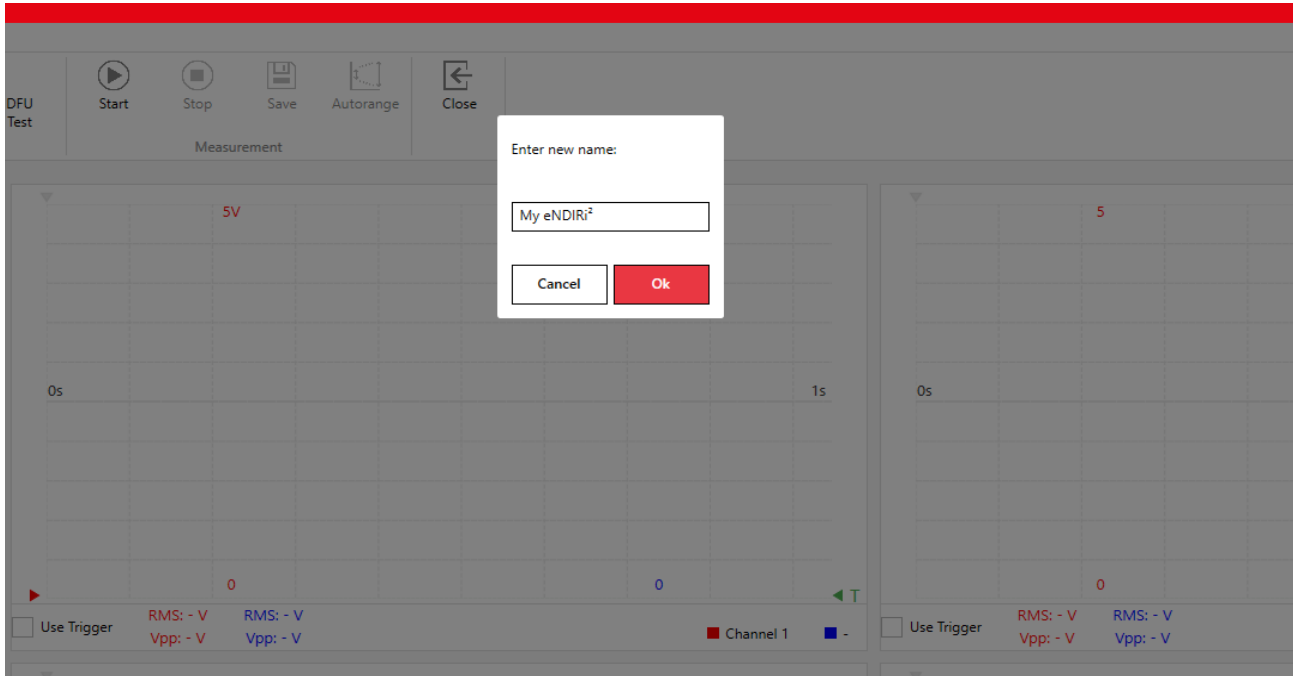 DFU
Test
Start
Stop
Save
Autorange
Close
Measurement
Enter new name:
My eNDIRi²
Cancel
Ok
5V
0s
1s
0
0
T
Use Trigger
RMS: - V
RMS: - V
Vpp: - V
Vpp: - V
Channel 1
-
5
0s
0
Use Trigger
RMS: - V
RMS: - V
Vpp: - V
Vpp: - V